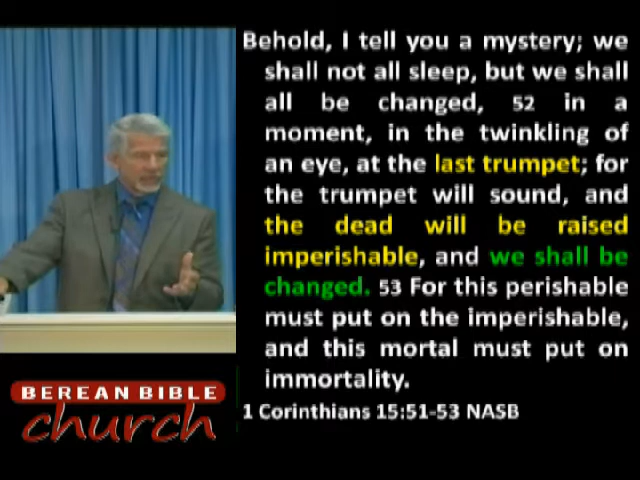 Behold, I tell you a mystery; we
shall not all sleep, but we shall
all be changed, 52 in a
moment, in the twinkling of
an eye, at the last trumpet; for
the trumpet will sound, and
the dead will be raised
imperishable, and we shall be
changed. 53 For this perishable
must put on the imperishable,
and this mortal must put on
immortality.
1 Corinthians 15:51-53 NASB
BEREAN BIBLE
church